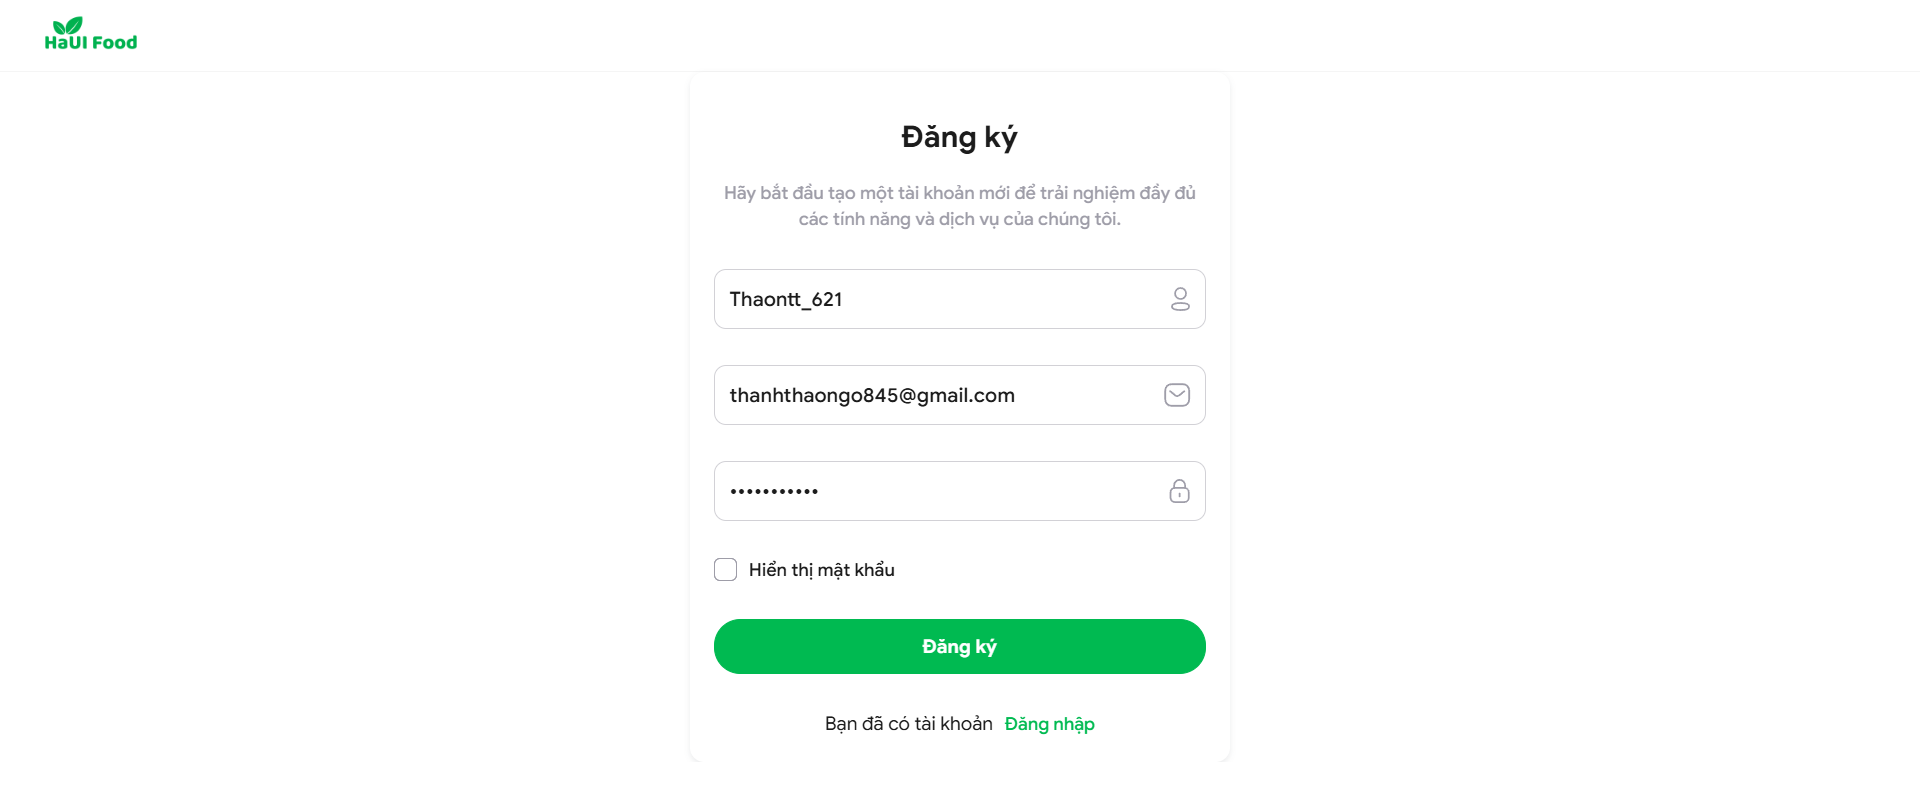 HaUI Food
Đăng ký
Hãy bắt đầu tạo một tài khoản mới để trải nghiệm đầy đủ
các tính năng và dịch vụ của chúng tôi.
Thaontt_621
thanhthaongo845@gmail.com
•••••••••••
Hiển thị mật khẩu
Đăng ký
Bạn đã có tài khoản Đăng nhập